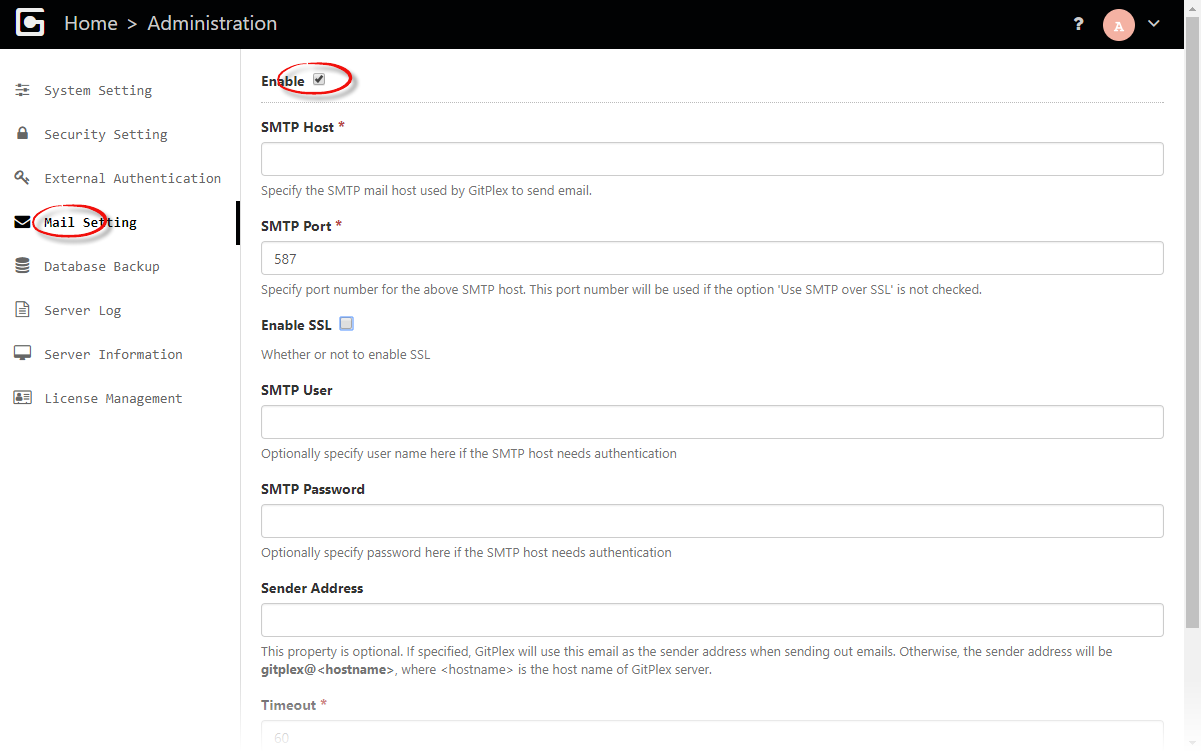 Home > Administration
?
A
System Setting
Security Setting
External Authentication
Mail Setting
Database Backup
Server Log
Server Information
License Management
Enable
SMTP Host *
Specify the SMTP mail host used by GitPlex to send email.
SMTP Port *
587
Specify port number for the above SMTP host. This port number will be used if the option 'Use SMTP over SSL' is not checked.
Enable SSL
Whether or not to enable SSL
SMTP User
Optionally specify user name here if the SMTP host needs authentication
SMTP Password
Optionally specify password here if the SMTP host needs authentication
Sender Address
This property is optional. If specified, GitPlex will use this email as the sender address when sending out emails. Otherwise, the sender address will be
gitplex@<hostname>, where <hostname> is the host name of GitPlex server.
Timeout *
60